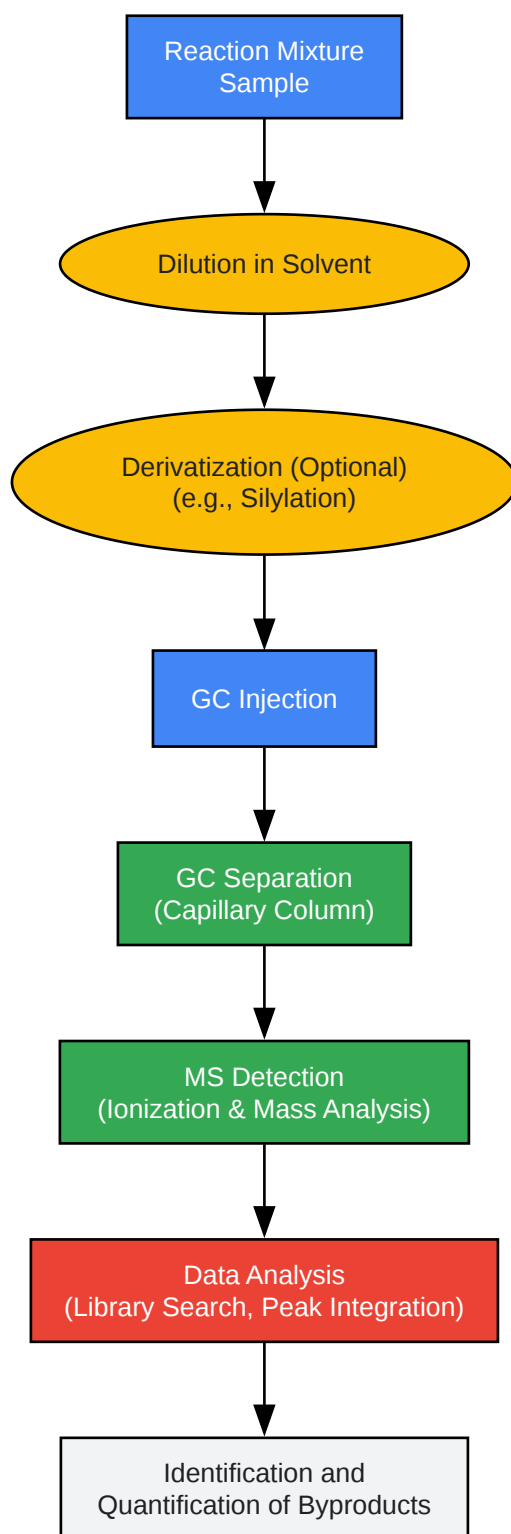 Reaction Mixture
Sample
Dilution in Solvent
Derivatization (Optional)
(e.g., Silylation)
GC Injection
GC Separation
(Capillary Column)
MS Detection
(Ionization & Mass Analysis)
Data Analysis
(Library Search, Peak Integration)
Identification and
Quantification of Byproducts